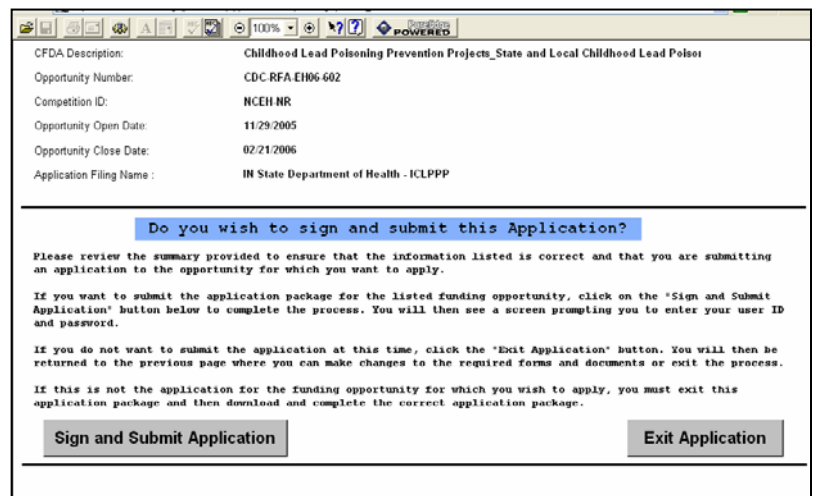 100%
PureEdge
POWERED
CFDA Description: Childhood Lead Poisoning Prevention Projects_State and Local Childhood Lead Poisor
Opportunity Number: CDC-RFA-EH06-602
Competition ID: NCEH-NR
Opportunity Open Date: 11/29/2005
Opportunity Close Date: 02/21/2006
Application Filing Name : IN State Department of Health - ICLPPP
Do you wish to sign and submit this Application?
Please review the summary provided to ensure that the information listed is correct and that you are submitting
an application to the opportunity for which you want to apply.
If you want to submit the application package for the listed funding opportunity, click on the "Sign and Submit
Application" button below to complete the process. You will then see a screen prompting you to enter your user ID
and password.
If you do not want to submit the application at this time, click the "Exit Application" button. You will then be
returned to the previous page where you can make changes to the required forms and documents or exit the process.
If this is not the application for the funding opportunity for which you wish to apply, you must exit this
application package and then download and complete the correct application package.
Sign and Submit Application Exit Application